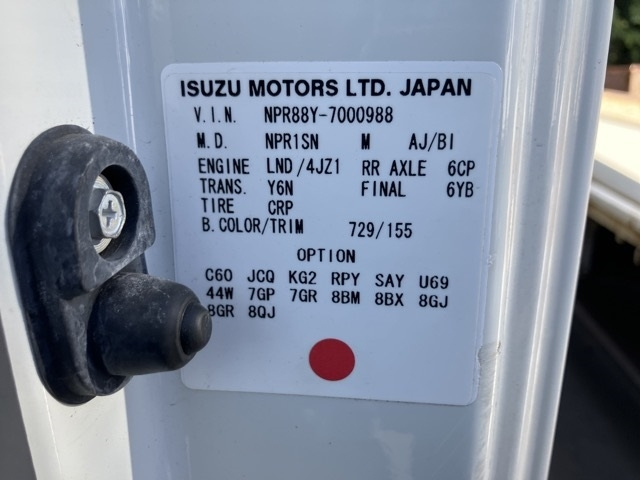 ISUZU MOTORS LTD. JAPAN
V.I.N. NPR88Y-7000988
M.D. NPR1SN M AJ/BI
ENGINE LND/4JZ1 RR AXLE 6CP
TRANS. Y6N FINAL 6YB
TIRE CRP
B.COLOR/TRIM 729/155
OPTION
C60 JCQ KG2 RPY SAY U69
44W 7GP 7GR 8BM 8BX 8GJ
8GR 8QJ